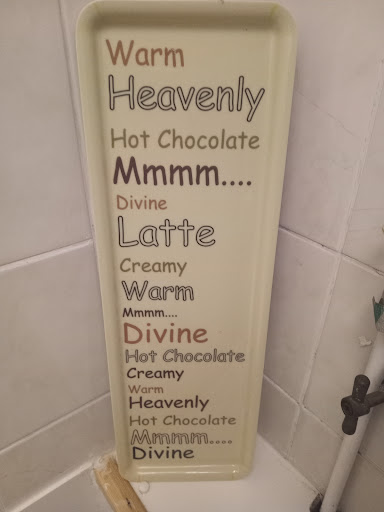 Warm
Heavenly
Hot Chocolate
Mmmm....
Divine
Latte
Creamy
Warm
Mmmm....
Divine
Hot Chocolate
Creamy
Warm
Heavenly
Hot Chocolate
Mmmm....
Divine